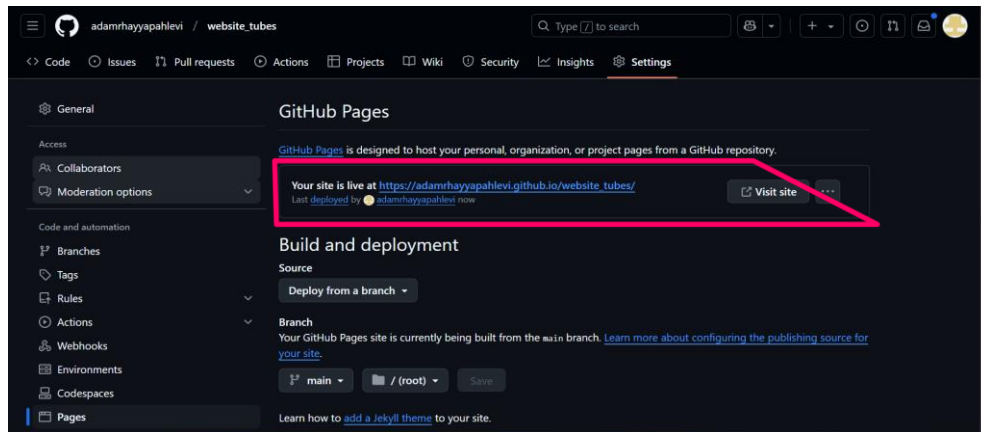 adamrhayyapahlevi / website_tubes
Type / to search
Code Issues Pull requests Actions Projects Wiki Security Insights Settings
General
Access
Collaborators
Moderation options
Code and automation
Branches
Tags
Rules
Actions
Webhooks
Environments
Codespaces
Pages
GitHub Pages
GitHub Pages is designed to host your personal, organization, or project pages from a GitHub repository.
Your site is live at https://adamrhayyapahlevi.github.io/website_tubes/
Last deployed by adamrhayyapahlevi now
Visit site
Build and deployment
Source
Deploy from a branch
Branch
Your GitHub Pages site is currently being built from the main branch. Learn more about configuring the publishing source for
your site.
main / (root) Save
Learn how to add a Jekyll theme to your site.